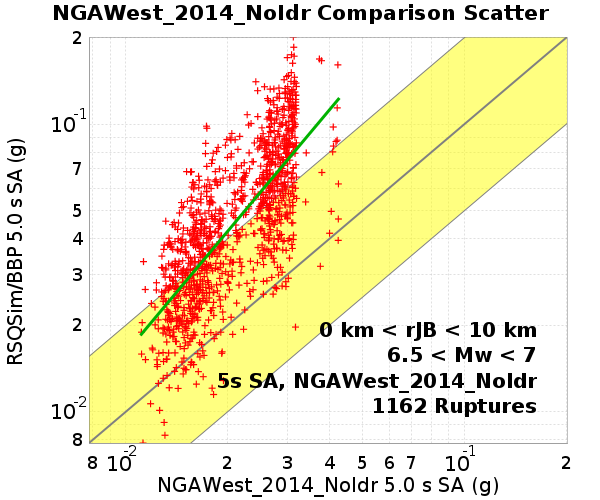 NGAWest_2014_NoIdr Comparison Scatter
RSQSim/BBP 5.0 s SA (g)
2
10-1
7
5
4
3
2
10-2
8
0 km < rJB < 10 km
6.5 < Mw < 7
5s SA, NGAWest_2014_NoIdr
1162 Ruptures
8 10-2 2 3 4 5 6 7 10-1 2
NGAWest_2014_NoIdr 5.0 s SA (g)